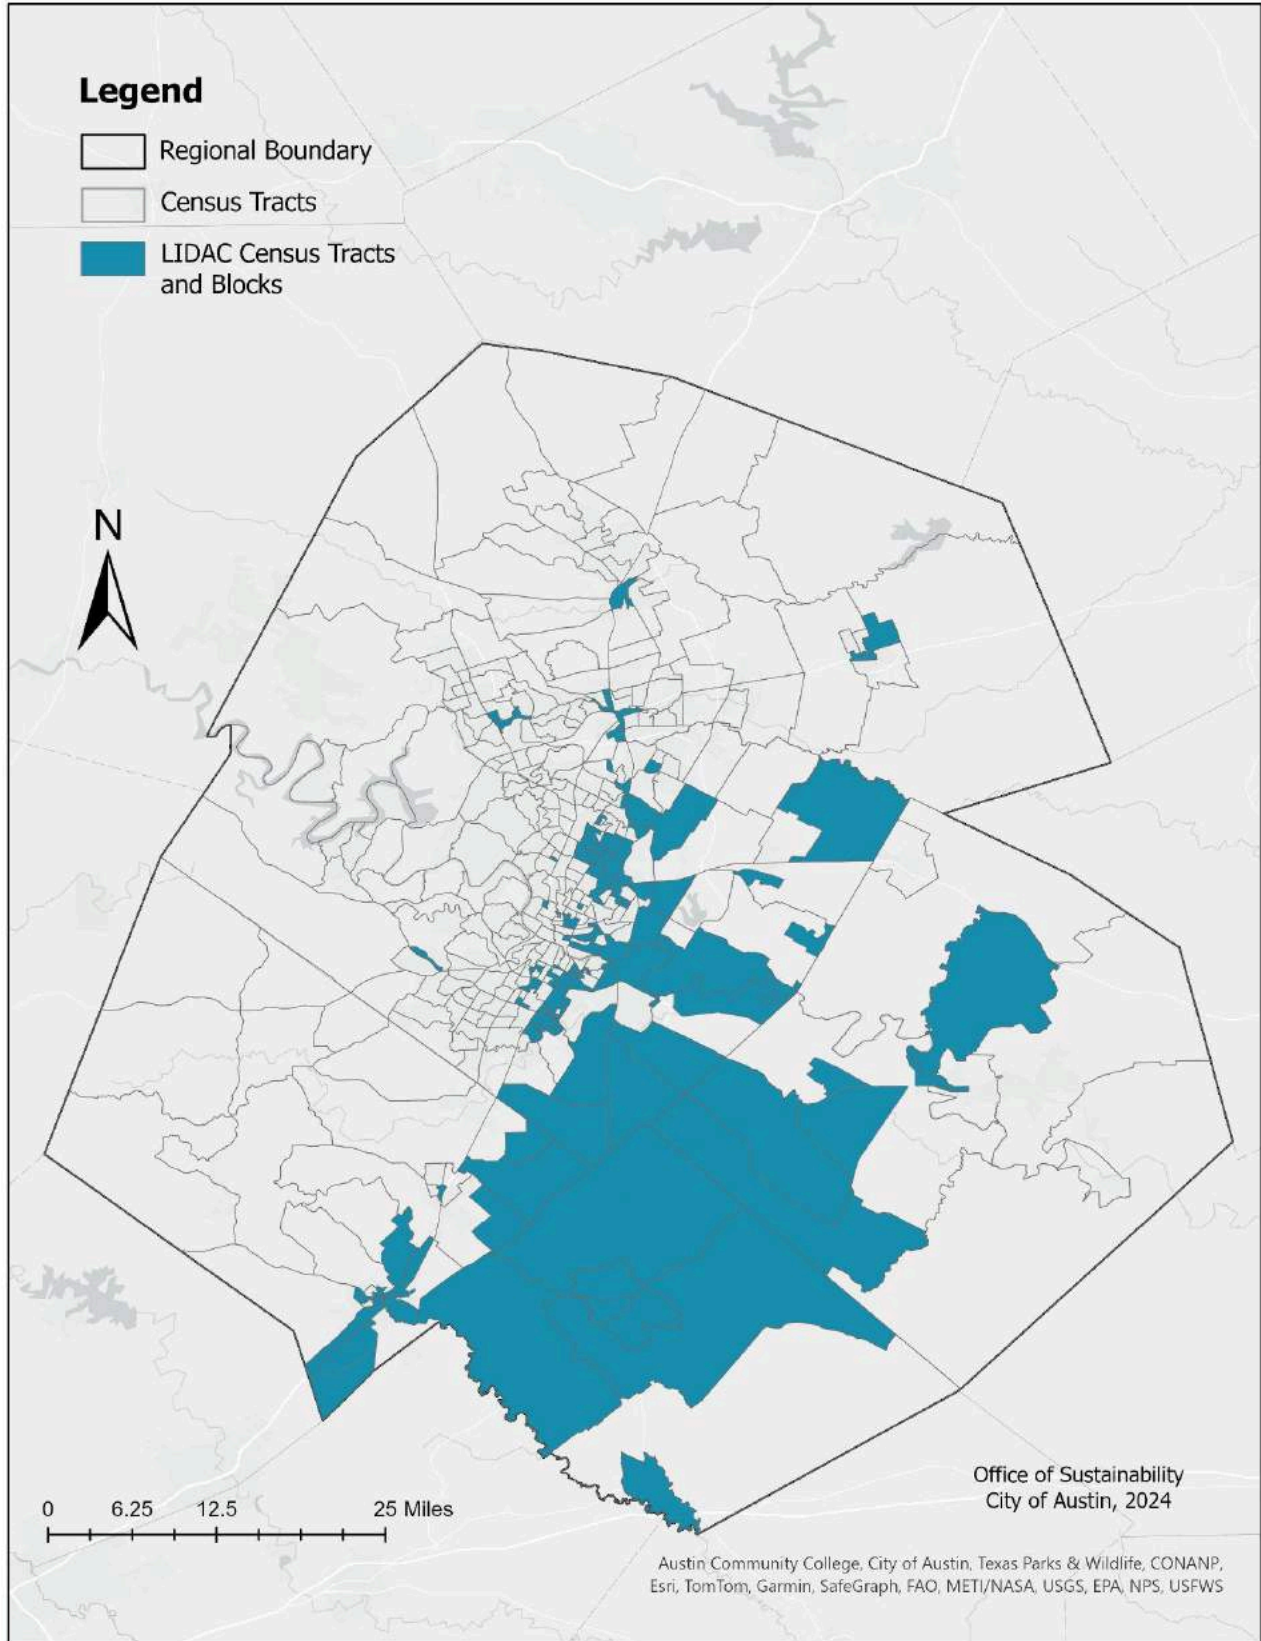 Legend
Regional Boundary
Census Tracts
LIDAC Census Tracts
and Blocks
N
0 6.25 12.5 25 Miles
Office of Sustainability
City of Austin, 2024
Austin Community College, City of Austin, Texas Parks & Wildlife, CONANP,
Esri, TomTom, Garmin, SafeGraph, FAO, METI/NASA, USGS, EPA, NPS, USFWS